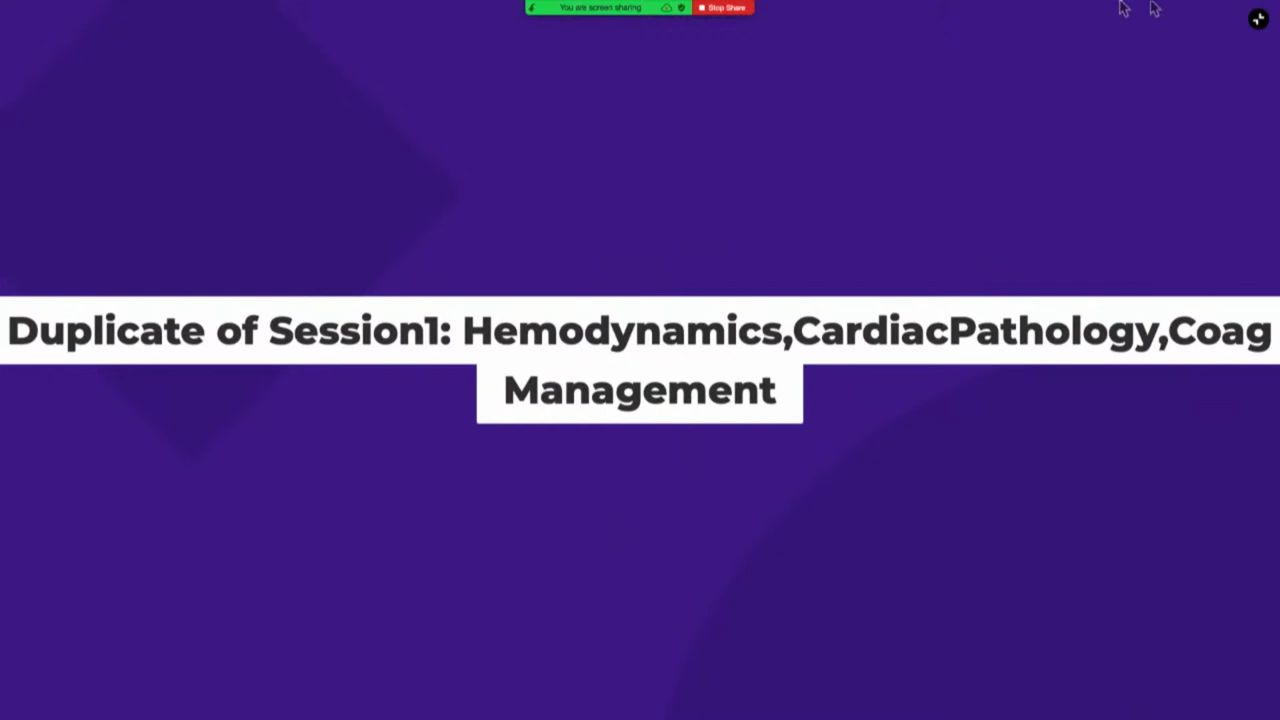 You are screen sharing Stop Share
Duplicate of Session1: Hemodynamics,CardiacPathology,Coag
Management